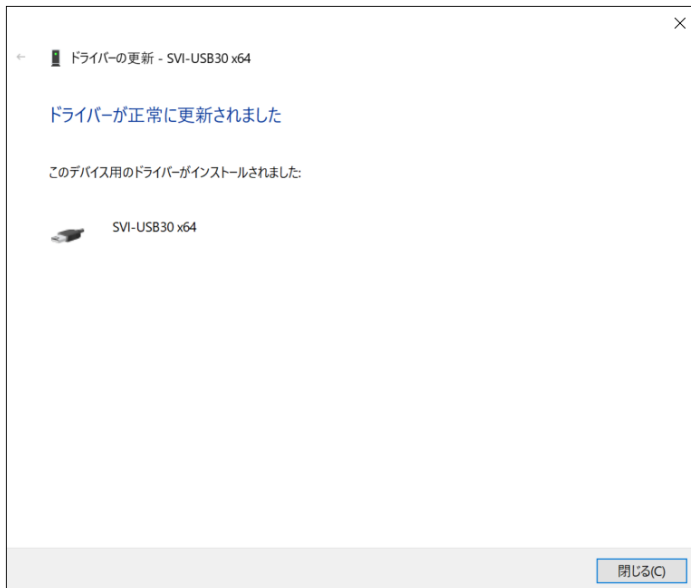 ドライバーの更新 - SVI-USB30 x64
ドライバーが正常に更新されました
このデバイス用のドライバーがインストールされました:
SVI-USB30 x64
閉じる(C)